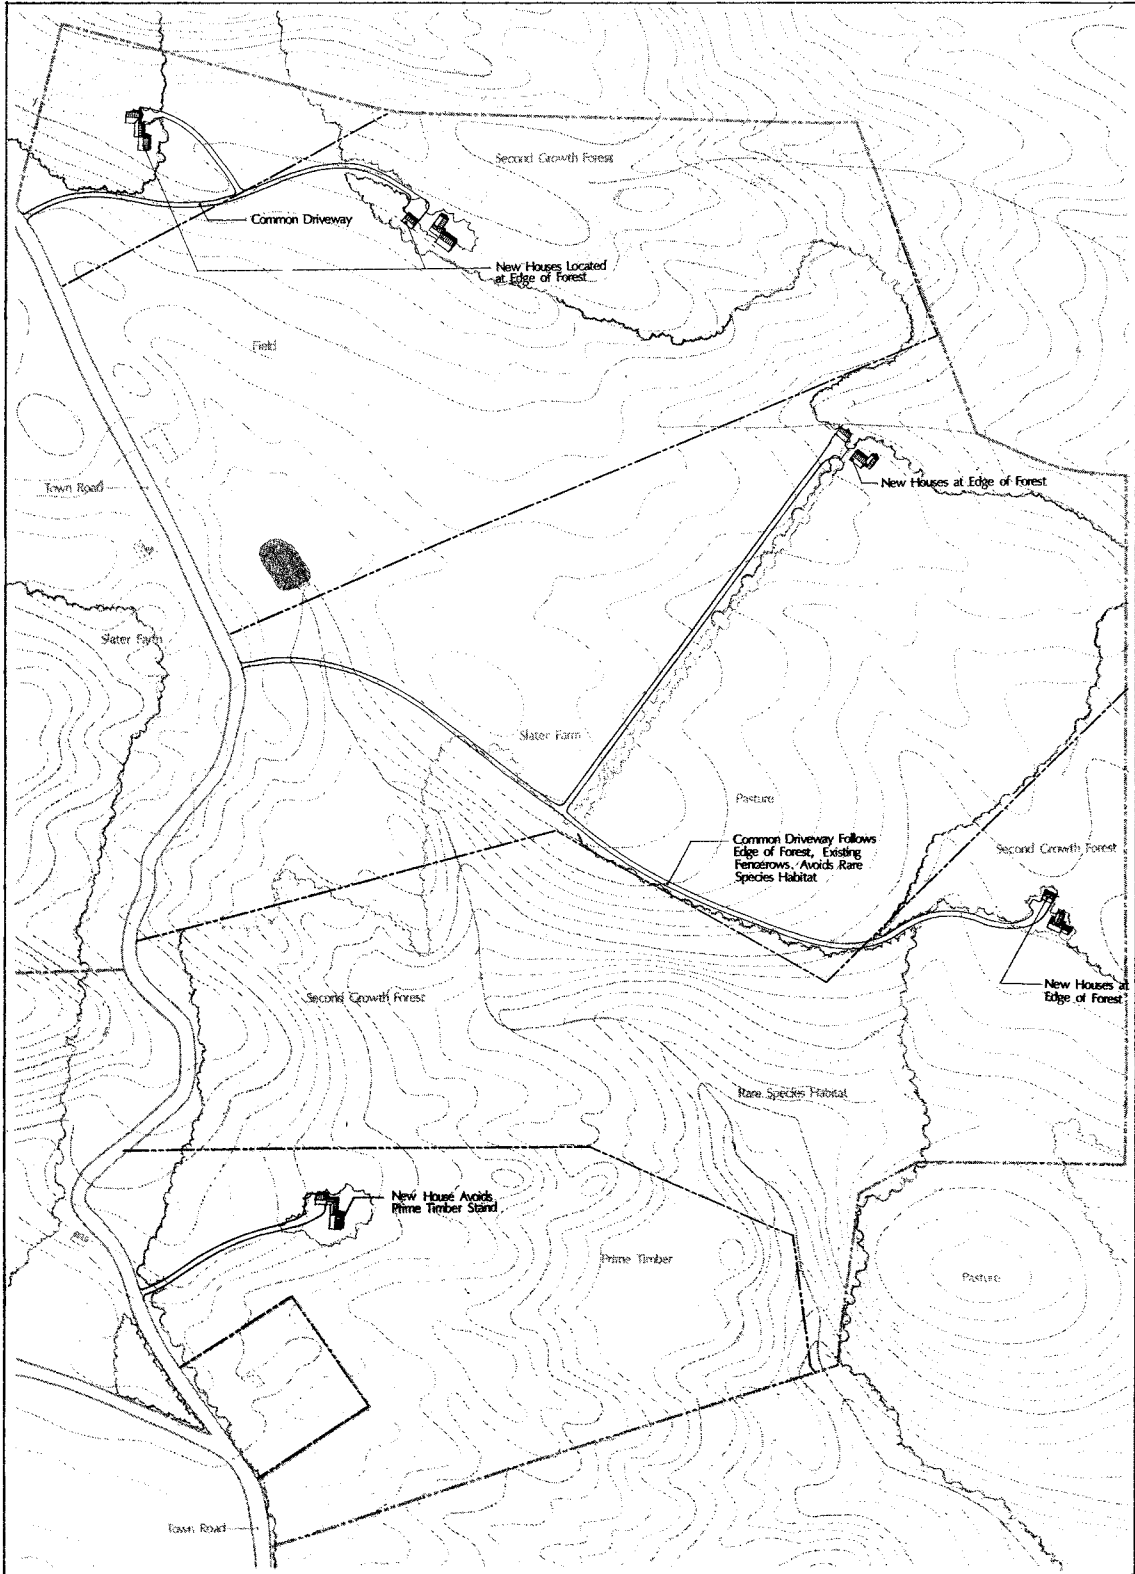 Second Growth Forest
Common Driveway
New Houses Located
at Edge of Forest
Field
New Houses at Edge of Forest
Town Road
Slater Farm
Slater Farm
Pasture
Common Driveway Follows
Edge of Forest, Existing
Fencerows, Avoids Rare
Species Habitat
Second Growth Forest
New Houses at
Edge of Forest
Second Growth Forest
Rare Species Habitat
New House Avoids
Prime Timber Stand
Prime Timber
Pasture
Town Road